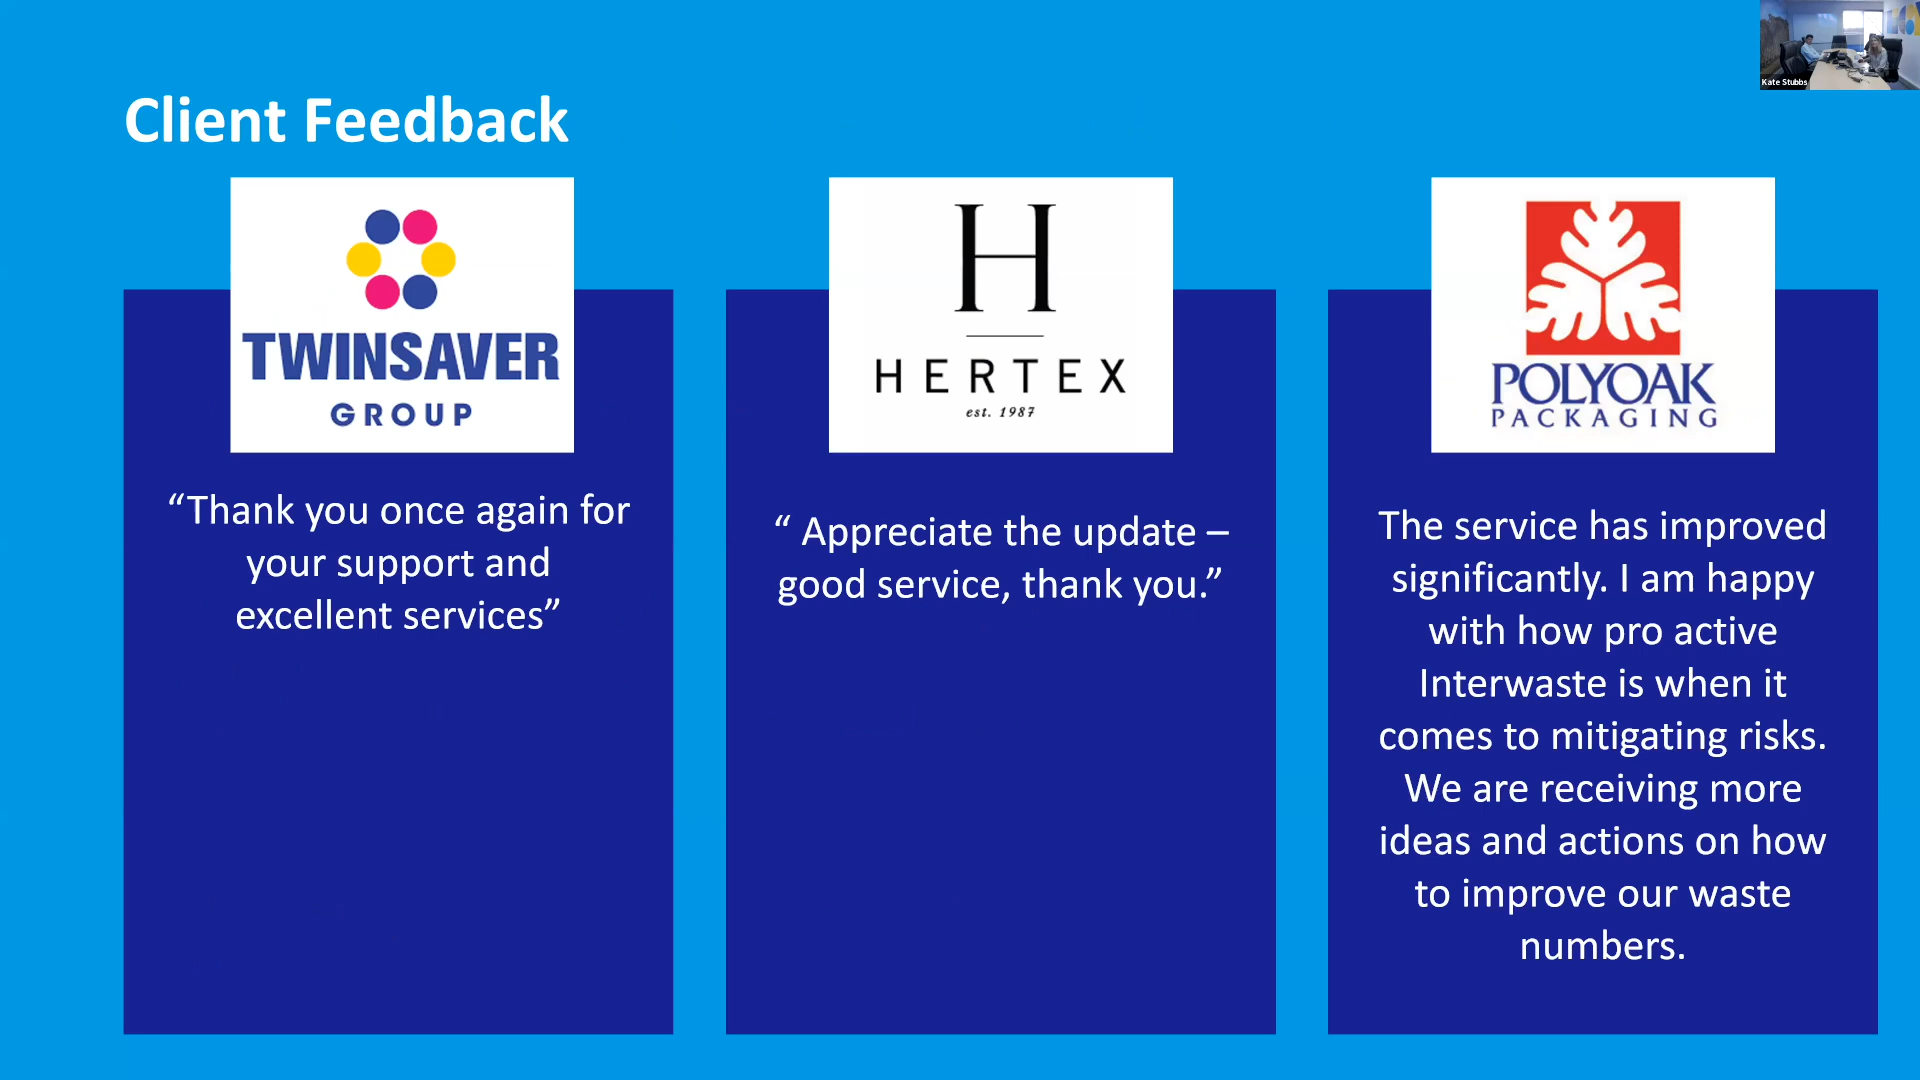 Kate Stubbs
Client Feedback
TWINSAVER
GROUP
“Thank you once again for
your support and
excellent services”
H
HERTEX
est. 1987
“ Appreciate the update –
good service, thank you.”
POLYOAK
PACKAGING
The service has improved
significantly. I am happy
with how pro active
Interwaste is when it
comes to mitigating risks.
We are receiving more
ideas and actions on how
to improve our waste
numbers.